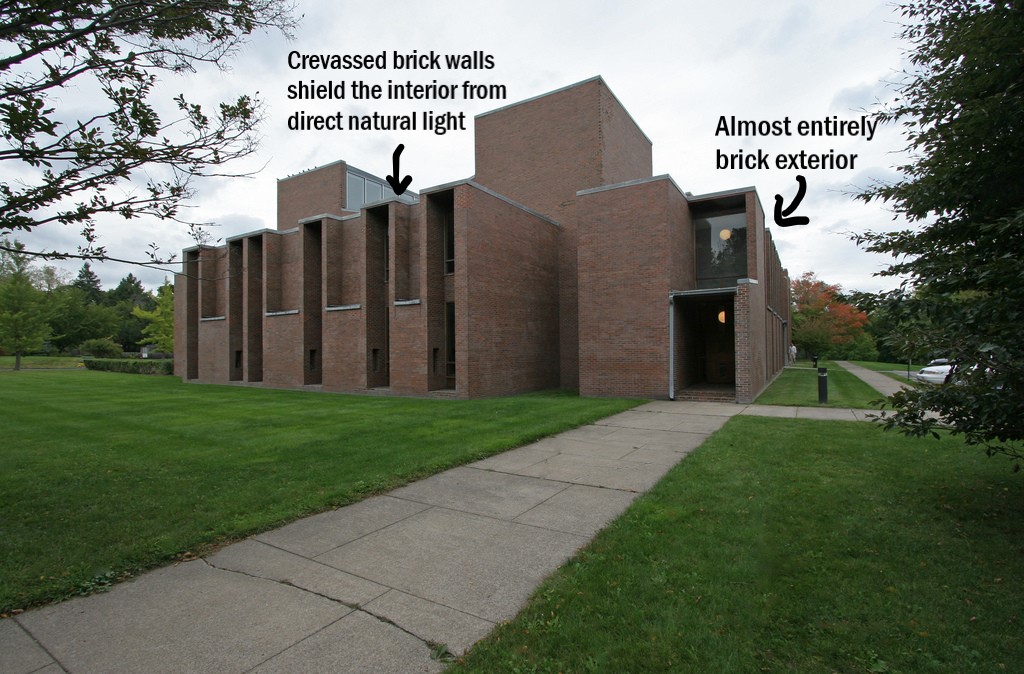 Crevassed brick walls
shield the interior from
direct natural light
Almost entirely
brick exterior